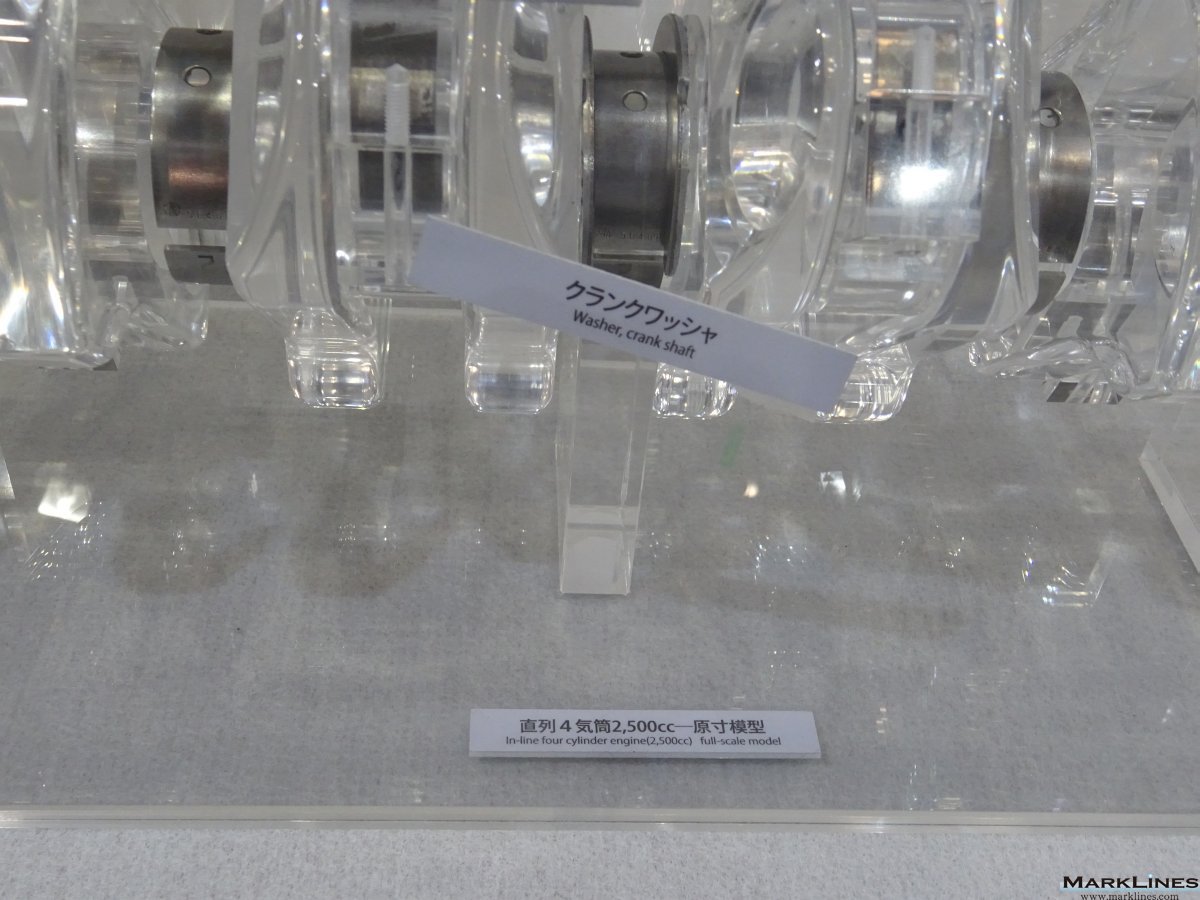 クランクワッシャ
Washer, crank shaft
直列４気筒2,500cc―原寸模型
In-line four cylinder engine(2,500cc) full-scale model
MARKLINES
www.marklines.com